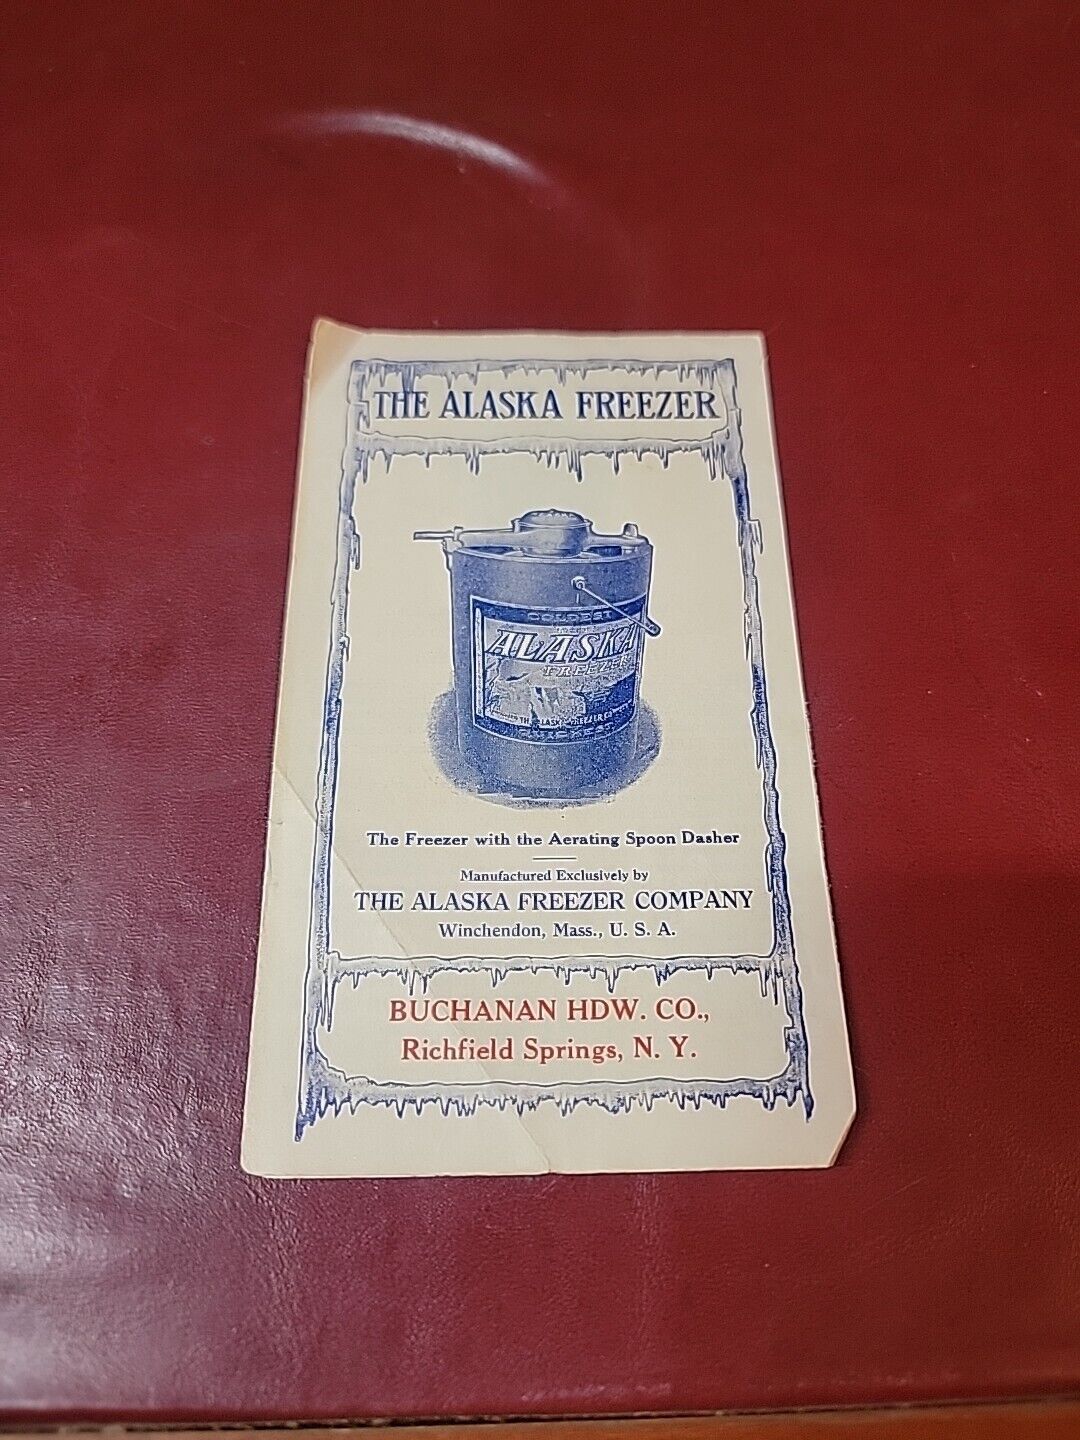 THE ALASKA FREEZER
COLDEST
ALASKA
FREEZER
The Freezer with the Aerating Spoon Dasher
Manufactured Exclusively by
THE ALASKA FREEZER COMPANY
Winchendon, Mass., U. S. A.
BUCHANAN HDW. CO.,
Richfield Springs, N. Y.